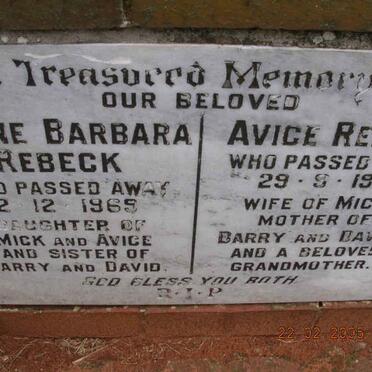 Treasured Memory
OUR BELOVED
NE BARBARA
REBECK
PASSED AWAY
2 12 1969
DAUGHTER OF
MICK AND AVICE
AND SISTER OF
BARRY AND DAVID.
AVICE RE
WHO PASSED
29 · 9 · 19
WIFE OF MIC
MOTHER OF
BARRY AND DAV
AND A BELOVE
GRANDMOTHER.
GOD BLESS YOU BOTH
R·I·P
22 02 2005